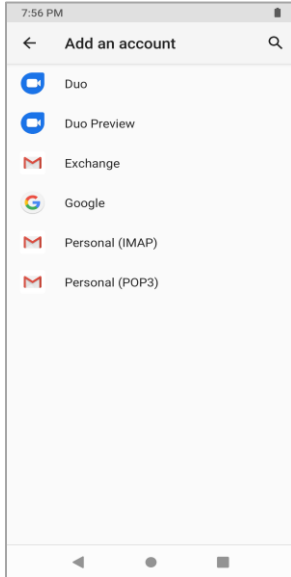 7:56 PM
Add an account
Duo
Duo Preview
Exchange
Google
Personal (IMAP)
Personal (POP3)